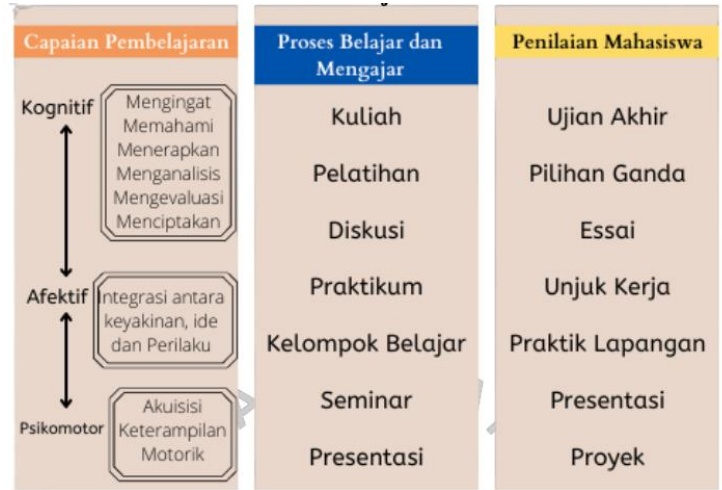 Capaian Pembelajaran
Kognitif
Mengingat
Memahami
Menerapkan
Menganalisis
Mengevaluasi
Menciptakan
Afektif
Integrasi antara
keyakinan, ide
dan Perilaku
Psikomotor
Akuisisi
Keterampilan
Motorik
Proses Belajar dan
Mengajar
Kuliah
Pelatihan
Diskusi
Praktikum
Kelompok Belajar
Seminar
Presentasi
Penilaian Mahasiswa
Ujian Akhir
Pilihan Ganda
Essai
Unjuk Kerja
Praktik Lapangan
Presentasi
Proyek